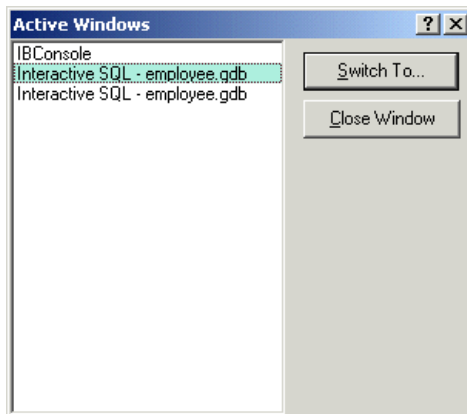 Active Windows
IBConsole
Interactive SQL - employee.gdb
Interactive SQL - employee.gdb
Switch To...
Close Window